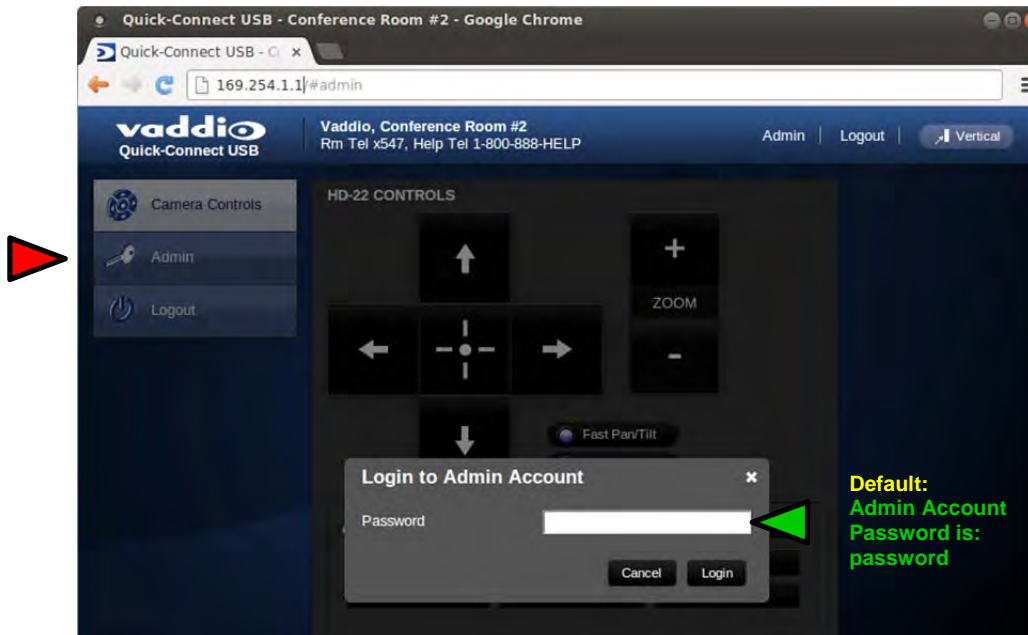 Quick-Connect USB - Conference Room #2 - Google Chrome
Quick-Connect USB - C
169.254.1.1/#admin
vaddio
Quick-Connect USB
Vaddio, Conference Room #2
Rm Tel x547, Help Tel 1-800-888-HELP
Admin
Logout
Vertical
Camera Controls
Admin
Logout
HD-22 CONTROLS
+
ZOOM
-
Fast Pan/Tilt
Login to Admin Account
Password
Cancel
Login
Default:
Admin Account
Password is:
password